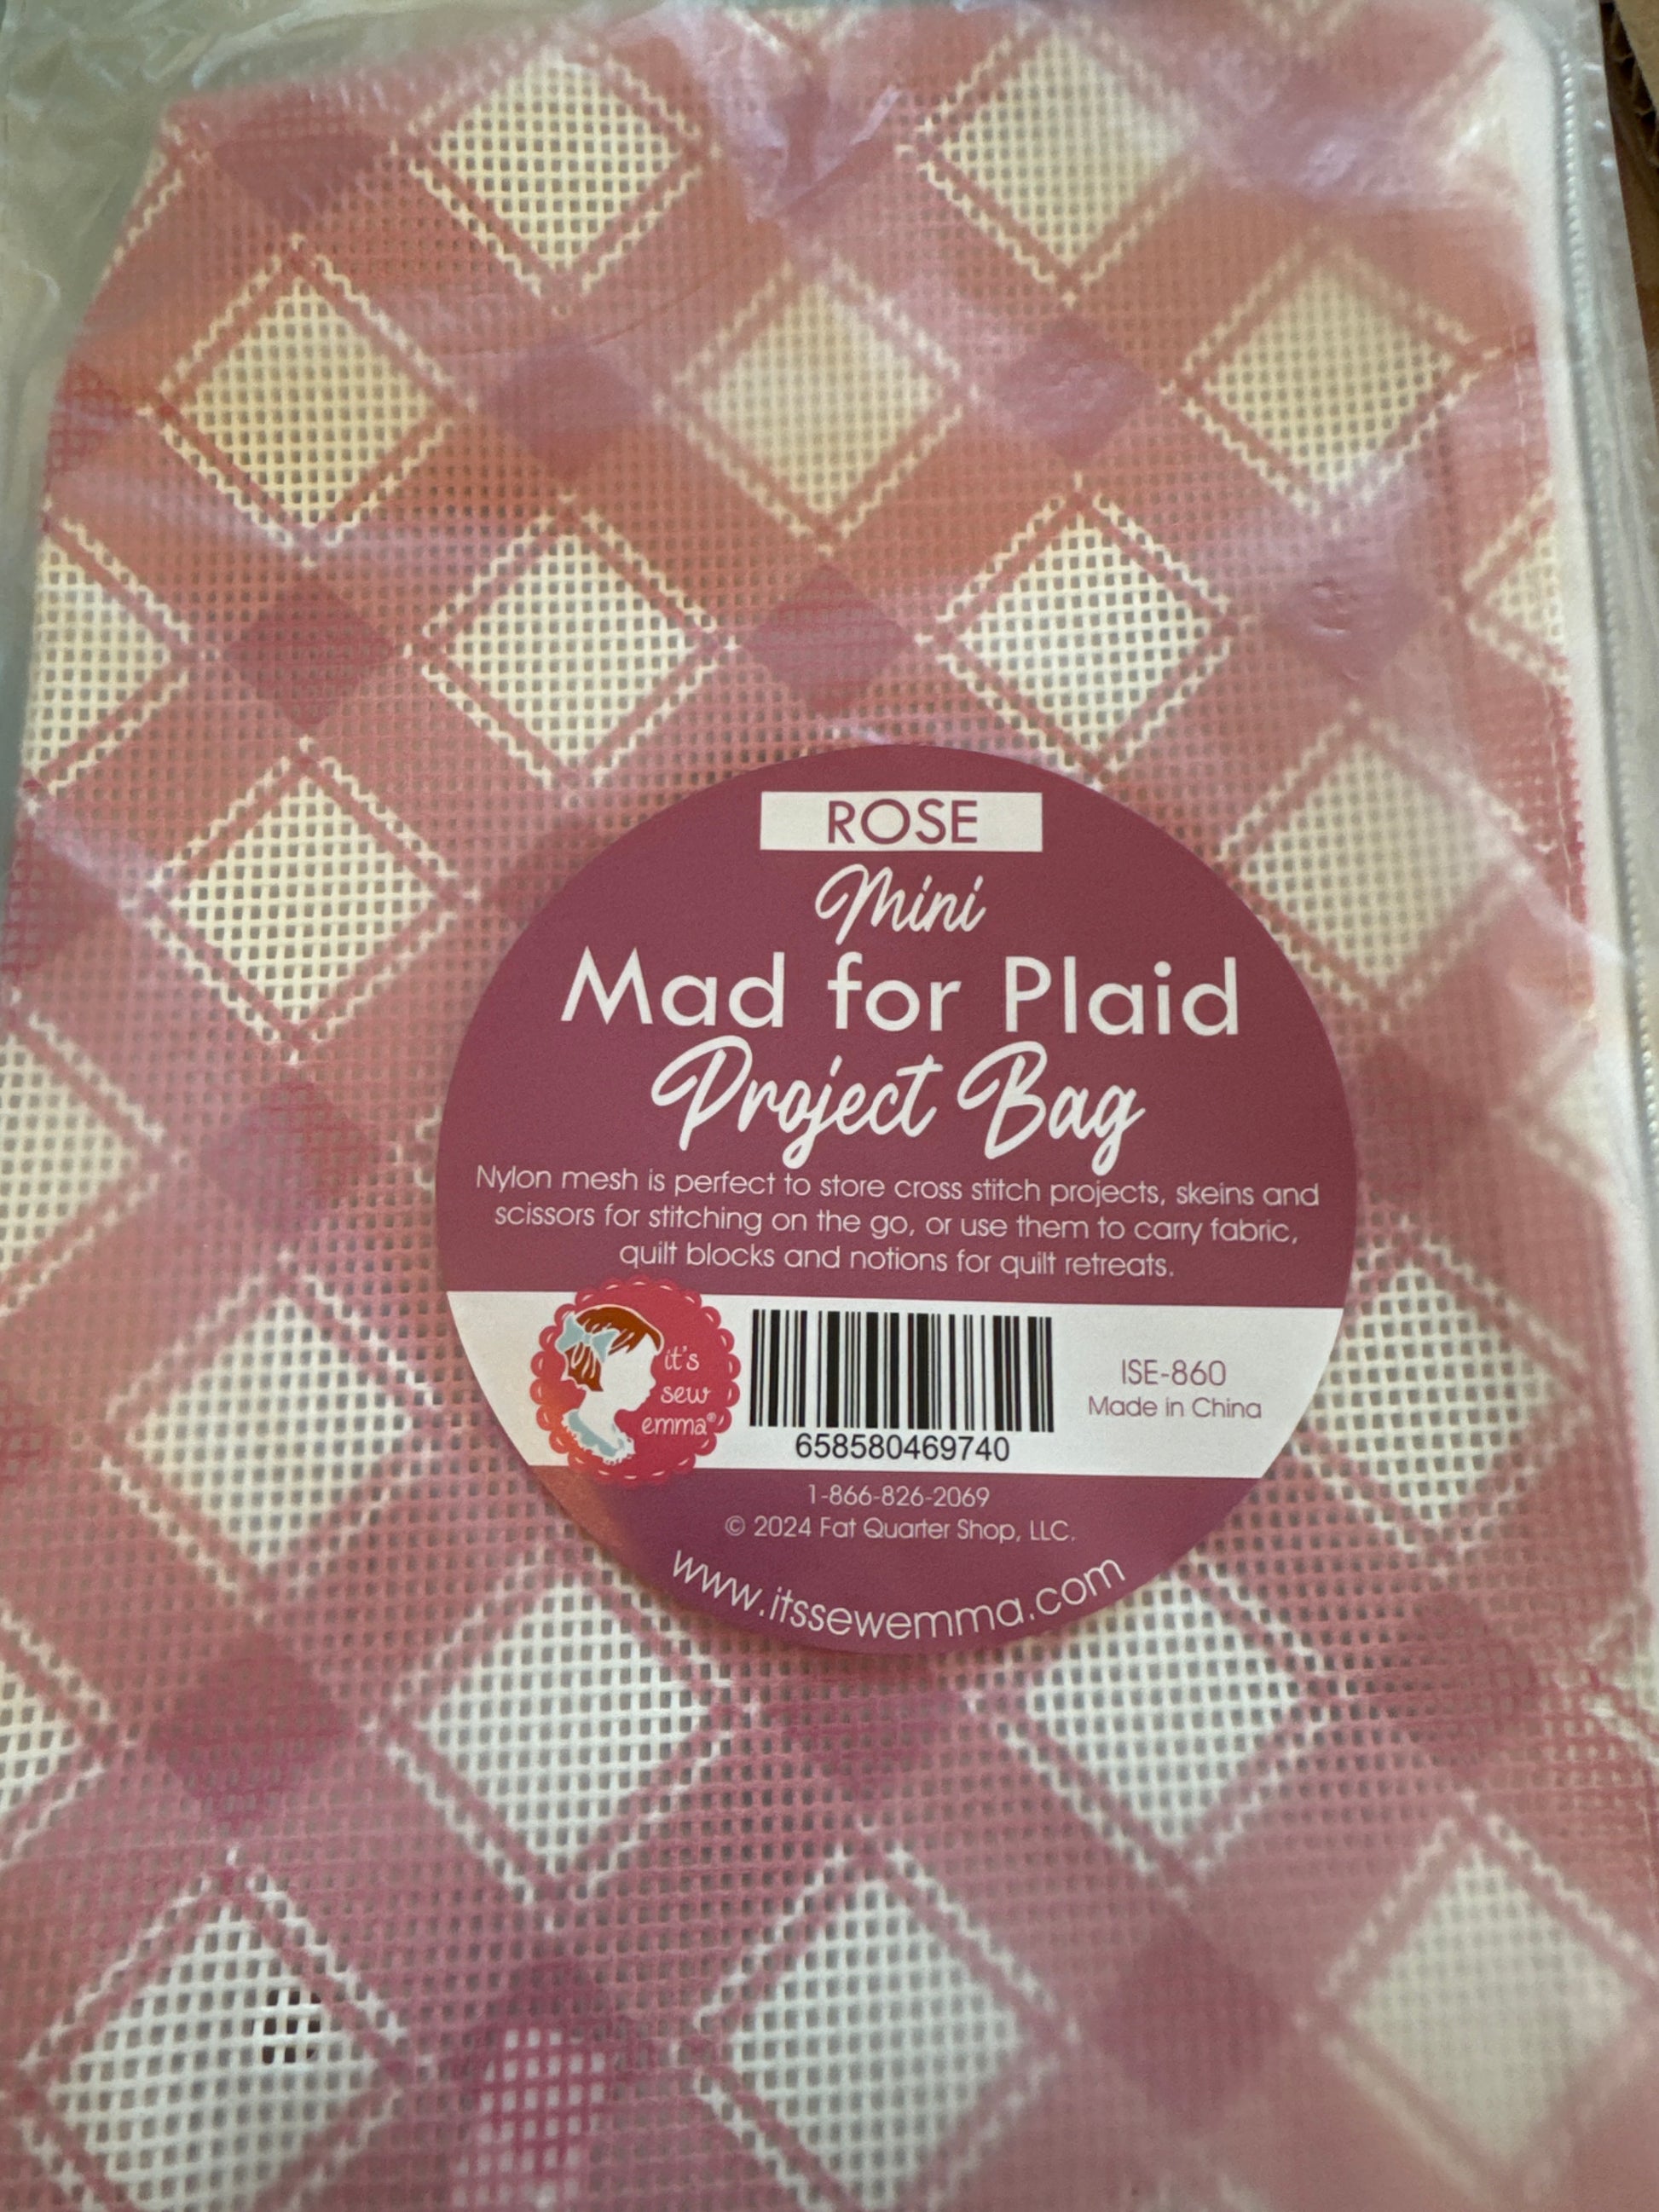 ROSE
Mini
Mad for Plaid
Project Bag
Nylon mesh is perfect to store cross stitch projects, skeins and
scissors for stitching on the go, or use them to carry fabric,
quilt blocks and notions for quilt retreats.
it's
sew
emma®
658580469740
ISE-860
Made in China
1-866-826-2069
© 2024 Fat Quarter Shop, LLC.
www.itssewemma.com